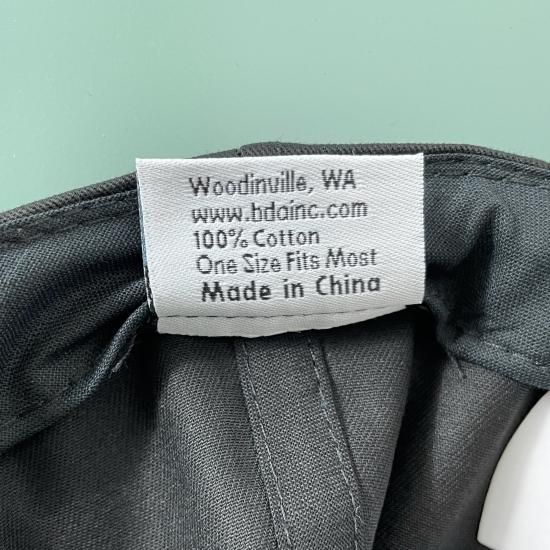 Woodinville, WA
www.bdainc.com
100% Cotton
One Size Fits Most
Made in China